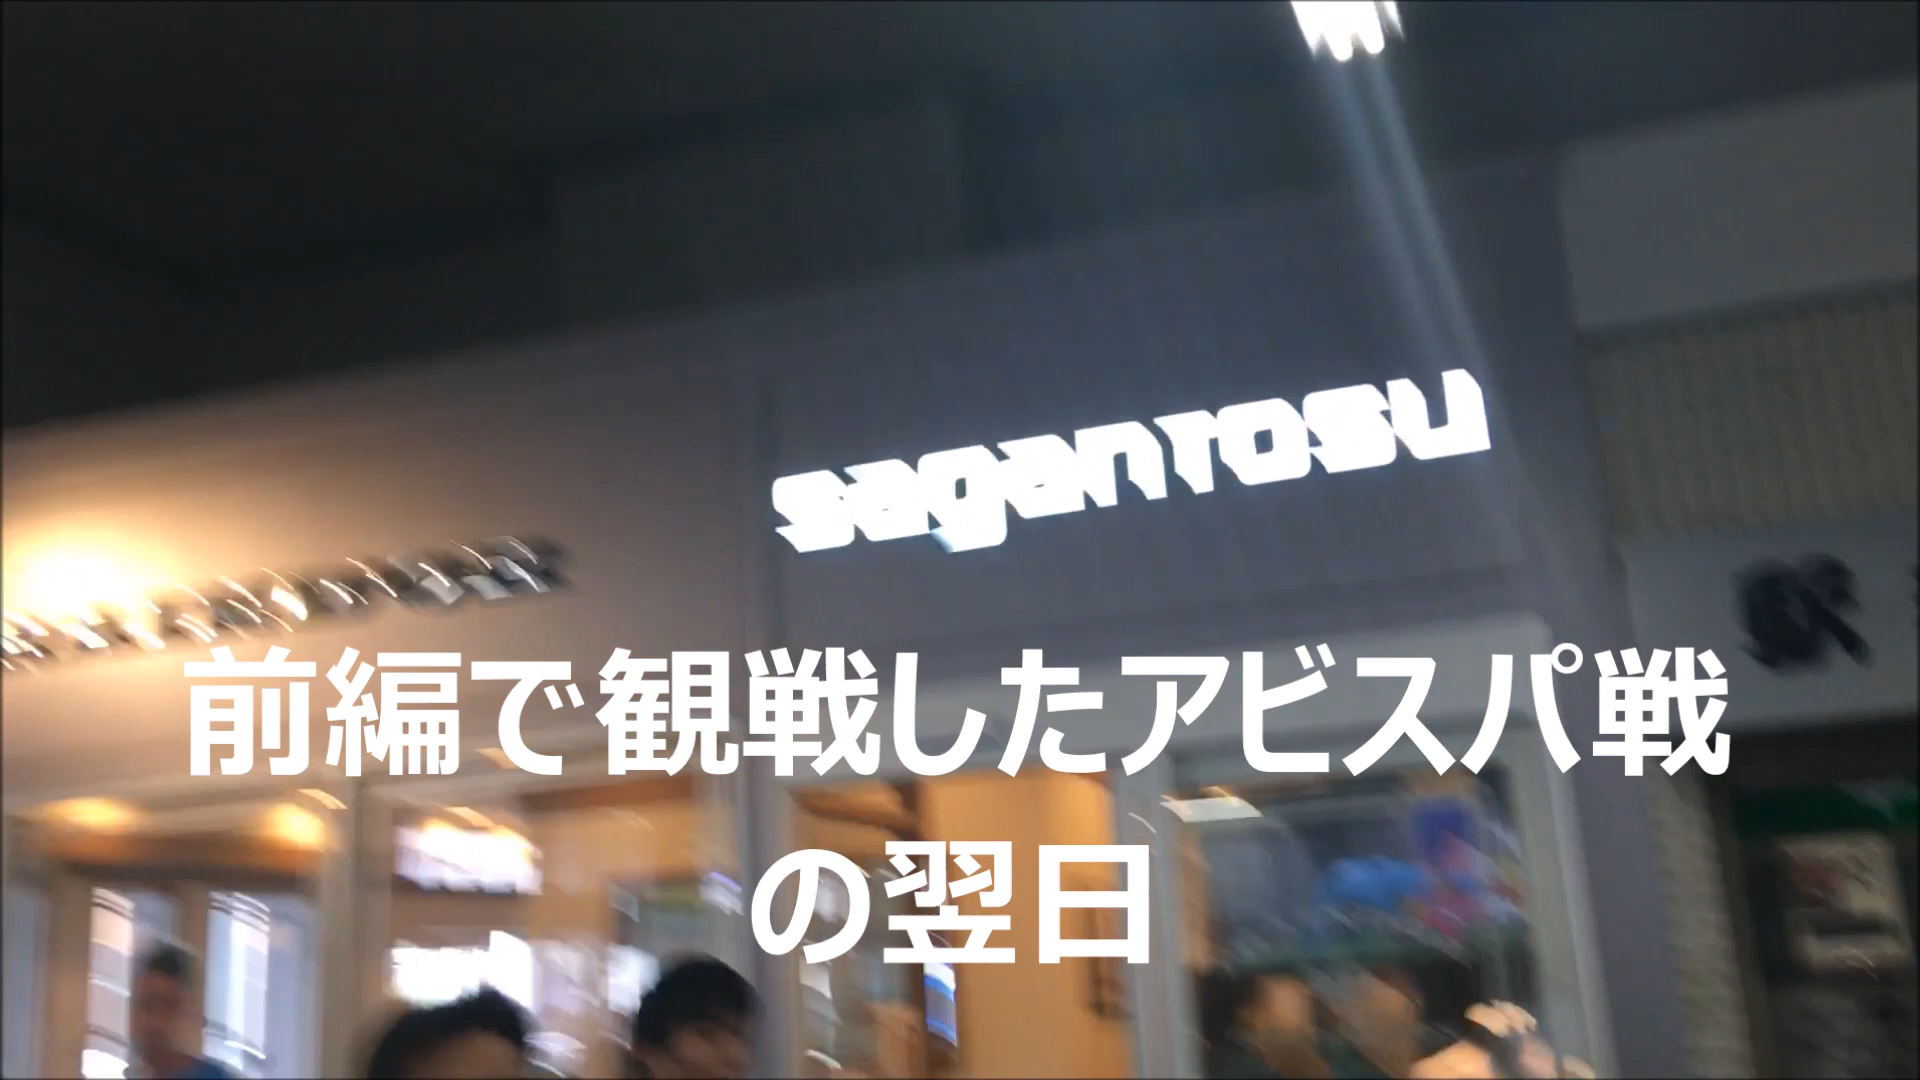 sagantosu
前編で観戦したアビスパ戦
の翌日